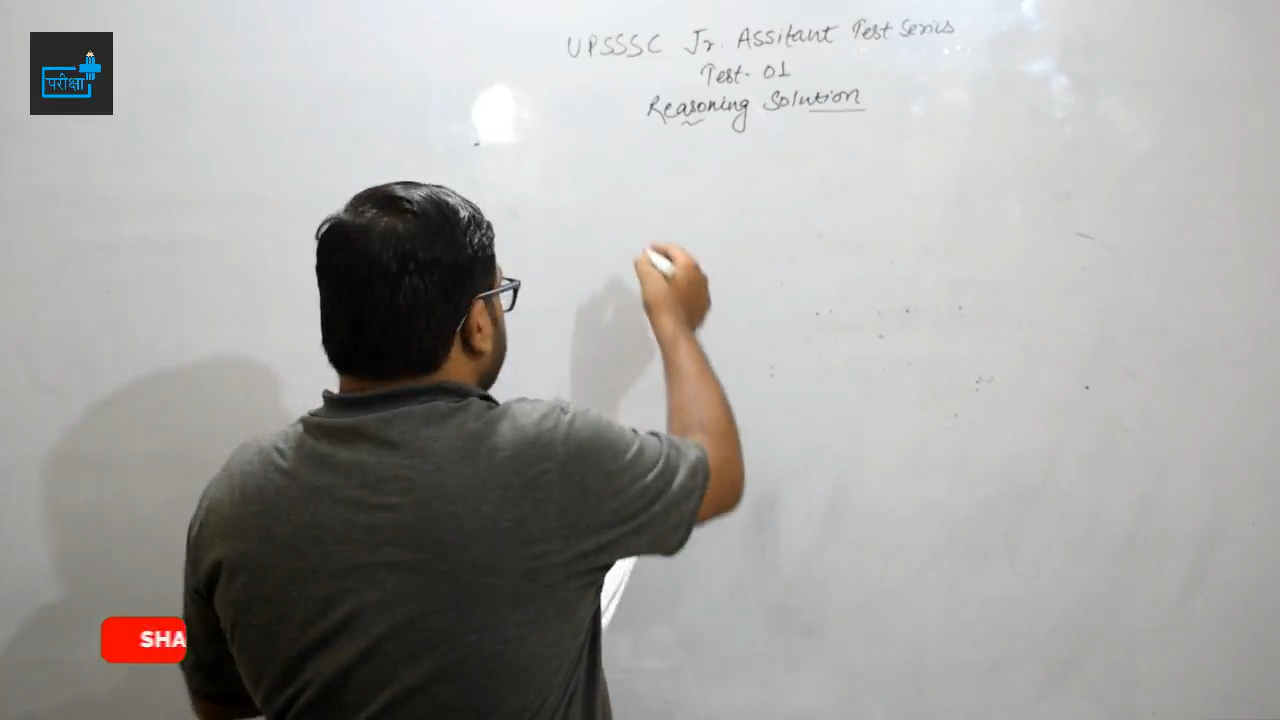 परीक्षा
UPSSSC Jr. Assitant Test Series
Test- 01
Reasoning Solution
SHA